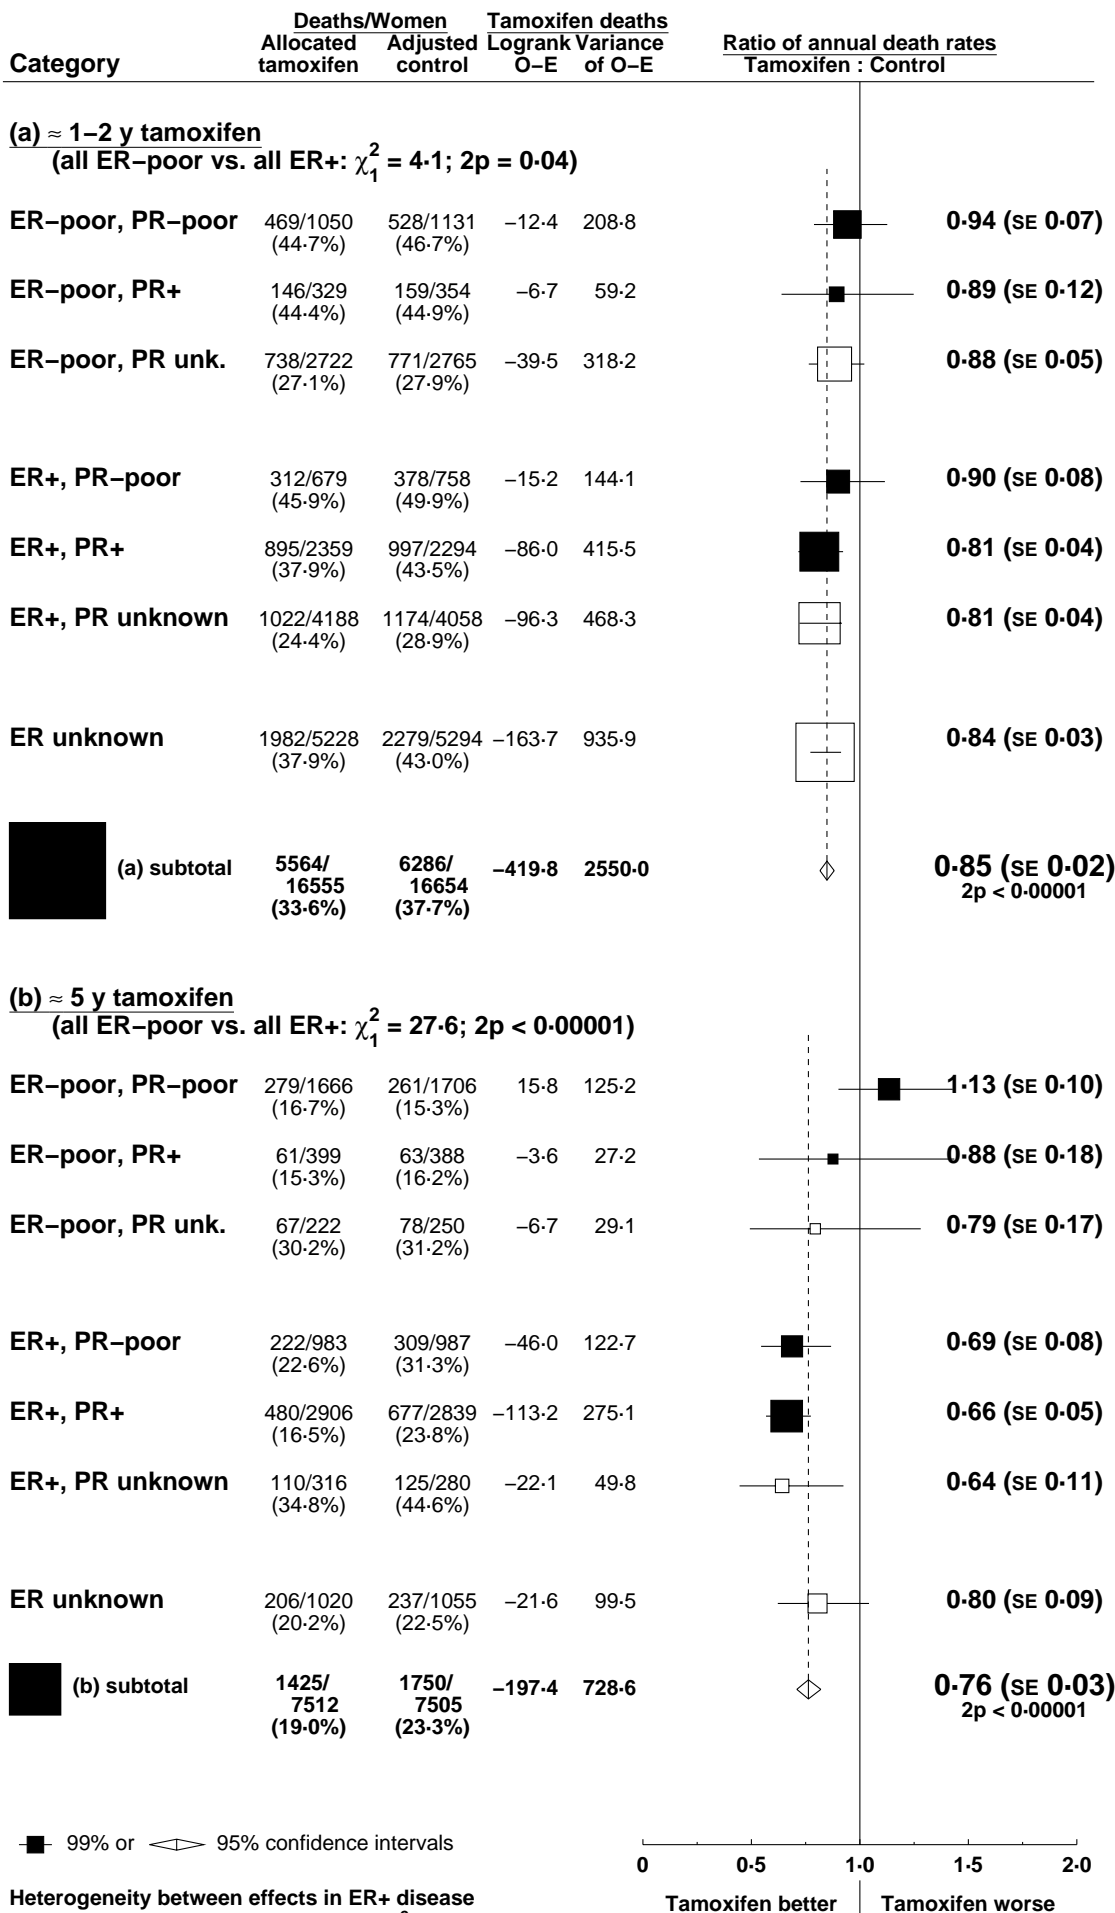 Deaths/Women Tamoxifen deaths
Allocated Adjusted Logrank Variance Ratio of annual death rates
Category tamoxifen control O–E of O–E Tamoxifen : Control
(a) ≈ 1–2 y tamoxifen
(all ER–poor vs. all ER+: χ²₁ = 4·1; 2p = 0·04)
ER–poor, PR–poor 469/1050 528/1131 –12·4 208·8 0·94 (SE 0·07)
(44·7%) (46·7%)
ER–poor, PR+ 146/329 159/354 –6·7 59·2 0·89 (SE 0·12)
(44·4%) (44·9%)
ER–poor, PR unk. 738/2722 771/2765 –39·5 318·2 0·88 (SE 0·05)
(27·1%) (27·9%)
ER+, PR–poor 312/679 378/758 –15·2 144·1 0·90 (SE 0·08)
(45·9%) (49·9%)
ER+, PR+ 895/2359 997/2294 –86·0 415·5 0·81 (SE 0·04)
(37·9%) (43·5%)
ER+, PR unknown 1022/4188 1174/4058 –96·3 468·3 0·81 (SE 0·04)
(24·4%) (28·9%)
ER unknown 1982/5228 2279/5294 –163·7 935·9 0·84 (SE 0·03)
(37·9%) (43·0%)
(a) subtotal 5564/ 6286/ –419·8 2550·0 0·85 (SE 0·02)
16555 16654 2p < 0·00001
(33·6%) (37·7%)
(b) ≈ 5 y tamoxifen
(all ER–poor vs. all ER+: χ²₁ = 27·6; 2p < 0·00001)
ER–poor, PR–poor 279/1666 261/1706 15·8 125·2 1·13 (SE 0·10)
(16·7%) (15·3%)
ER–poor, PR+ 61/399 63/388 –3·6 27·2 0·88 (SE 0·18)
(15·3%) (16·2%)
ER–poor, PR unk. 67/222 78/250 –6·7 29·1 0·79 (SE 0·17)
(30·2%) (31·2%)
ER+, PR–poor 222/983 309/987 –46·0 122·7 0·69 (SE 0·08)
(22·6%) (31·3%)
ER+, PR+ 480/2906 677/2839 –113·2 275·1 0·66 (SE 0·05)
(16·5%) (23·8%)
ER+, PR unknown 110/316 125/280 –22·1 49·8 0·64 (SE 0·11)
(34·8%) (44·6%)
ER unknown 206/1020 237/1055 –21·6 99·5 0·80 (SE 0·09)
(20·2%) (22·5%)
(b) subtotal 1425/ 1750/ –197·4 728·6 0·76 (SE 0·03)
7512 7505 2p < 0·00001
(19·0%) (23·3%)
99% or 95% confidence intervals
0 0·5 1·0 1·5 2·0
Heterogeneity between effects in ER+ disease Tamoxifen better Tamoxifen worse